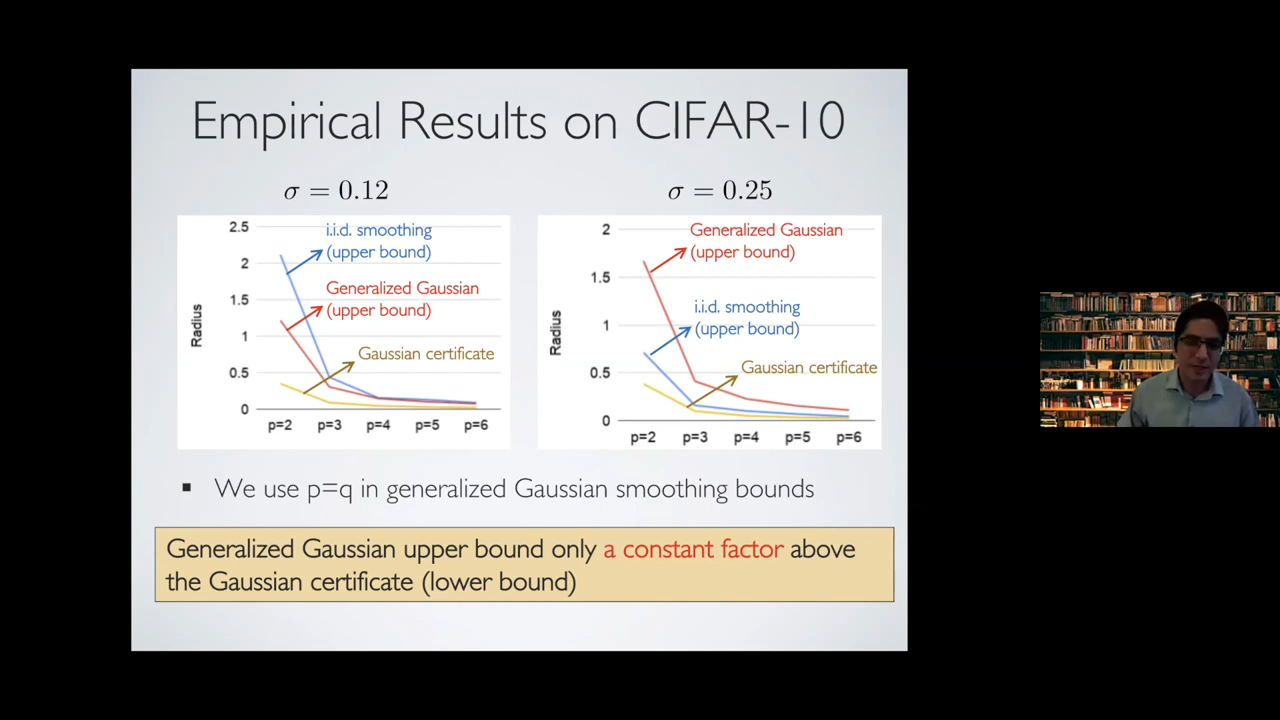 Empirical Results on CIFAR-10
σ = 0.12
2.5
2
1.5
1
0.5
0
Radius
i.i.d. smoothing
(upper bound)
Generalized Gaussian
(upper bound)
Gaussian certificate
p=2 p=3 p=4 p=5 p=6
σ = 0.25
2
1.5
1
0.5
0
Radius
Generalized Gaussian
(upper bound)
i.i.d. smoothing
(upper bound)
Gaussian certificate
p=2 p=3 p=4 p=5 p=6
▪ We use p=q in generalized Gaussian smoothing bounds
Generalized Gaussian upper bound only a constant factor above
the Gaussian certificate (lower bound)